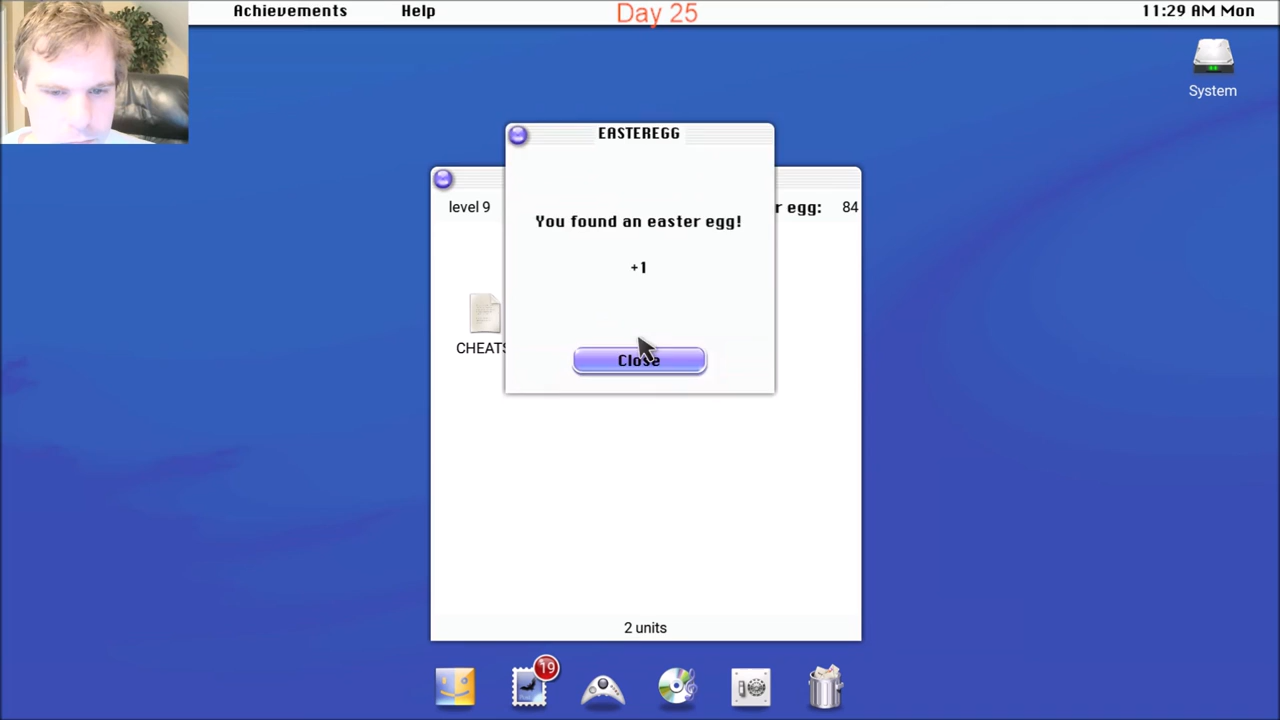 Achievements Help Day 25 11:29 AM Mon
System
EASTEREGG
level 9 r egg: 84
You found an easter egg!
+1
CHEATS
Close
2 units
19